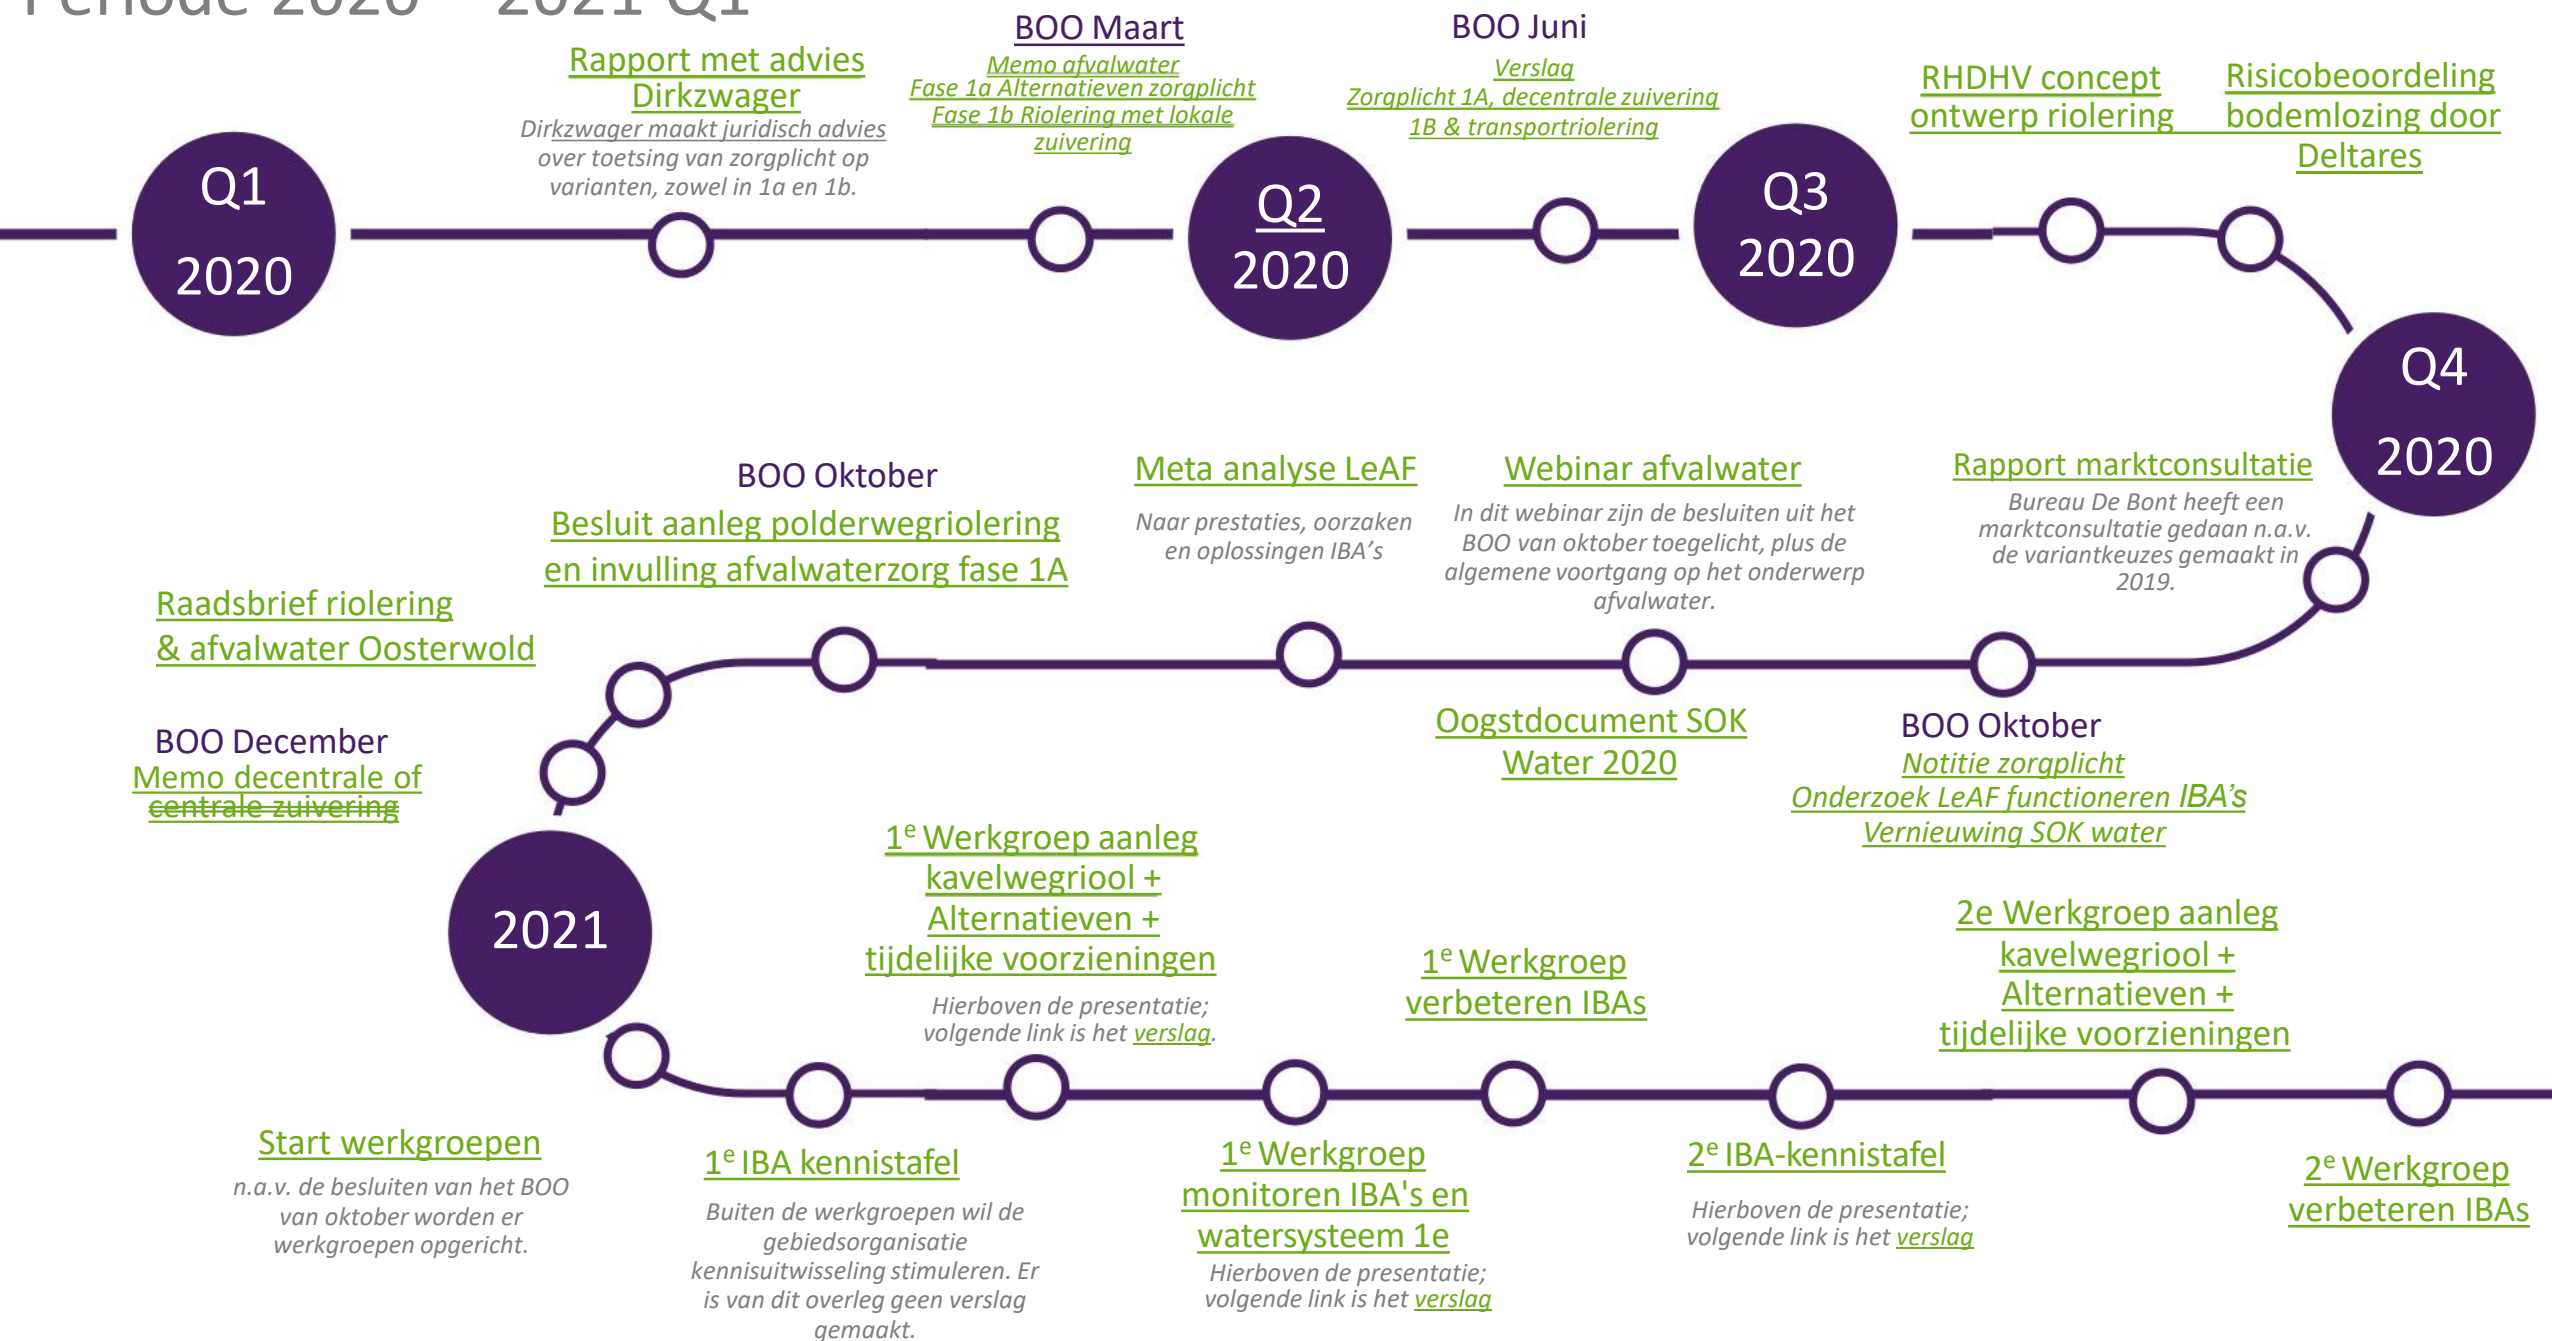 Periode 2020 – 2021 Q1
Q1
2020
Rapport met advies
Dirkzwager
Dirkzwager maakt juridisch advies
over toetsing van zorgplicht op
varianten, zowel in 1a en 1b.
BOO Maart
Memo afvalwater
Fase 1a Alternatieven zorgplicht
Fase 1b Riolering met lokale
zuivering
Q2
2020
BOO Juni
Verslag
Zorgplicht 1A, decentrale zuivering
1B & transportriolering
Q3
2020
RHDHV concept
ontwerp riolering
Risicobeoordeling
bodemlozing door
Deltares
Q4
2020
Rapport marktconsultatie
Bureau De Bont heeft een
marktconsultatie gedaan n.a.v.
de variantkeuzes gemaakt in
2019.
BOO Oktober
Notitie zorgplicht
Onderzoek LeAF functioneren IBA’s
Vernieuwing SOK water
Webinar afvalwater
In dit webinar zijn de besluiten uit het
BOO van oktober toegelicht, plus de
algemene voortgang op het onderwerp
afvalwater.
Oogstdocument SOK
Water 2020
Meta analyse LeAF
Naar prestaties, oorzaken
en oplossingen IBA’s
BOO Oktober
Besluit aanleg polderwegriolering
en invulling afvalwaterzorg fase 1A
Raadsbrief riolering
& afvalwater Oosterwold
BOO December
Memo decentrale of
centrale zuivering
2021
Start werkgroepen
n.a.v. de besluiten van het BOO
van oktober worden er
werkgroepen opgericht.
1e IBA kennistafel
Buiten de werkgroepen wil de
gebiedsorganisatie
kennisuitwisseling stimuleren. Er
is van dit overleg geen verslag
gemaakt.
1e Werkgroep aanleg
kavelwegriool +
Alternatieven +
tijdelijke voorzieningen
Hierboven de presentatie;
volgende link is het verslag.
1e Werkgroep
monitoren IBA's en
watersysteem 1e
Hierboven de presentatie;
volgende link is het verslag
1e Werkgroep
verbeteren IBAs
2e IBA-kennistafel
Hierboven de presentatie;
volgende link is het verslag
2e Werkgroep aanleg
kavelwegriool +
Alternatieven +
tijdelijke voorzieningen
2e Werkgroep
verbeteren IBAs